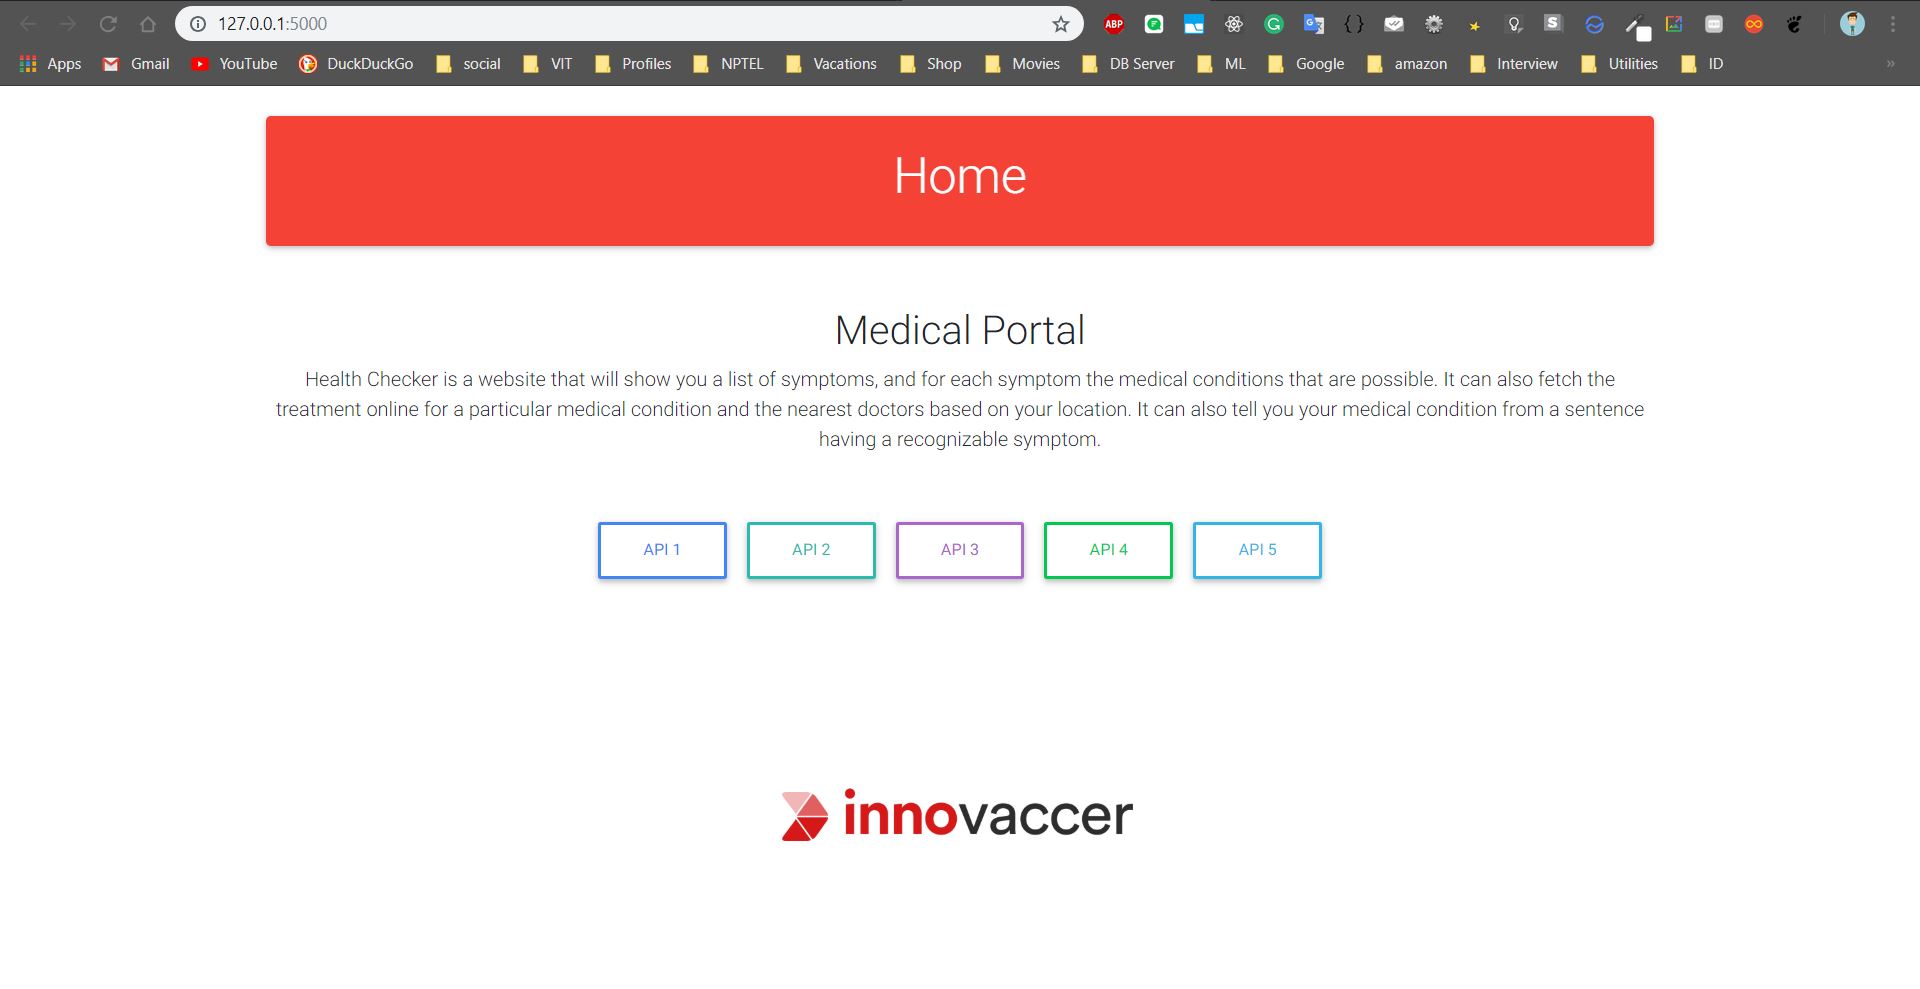 127.0.0.1:5000
ABP
Apps Gmail YouTube DuckDuckGo social VIT Profiles NPTEL Vacations Shop Movies DB Server ML Google amazon Interview Utilities ID »
Home
Medical Portal
Health Checker is a website that will show you a list of symptoms, and for each symptom the medical conditions that are possible. It can also fetch the
treatment online for a particular medical condition and the nearest doctors based on your location. It can also tell you your medical condition from a sentence
having a recognizable symptom.
API 1 API 2 API 3 API 4 API 5
innovaccer